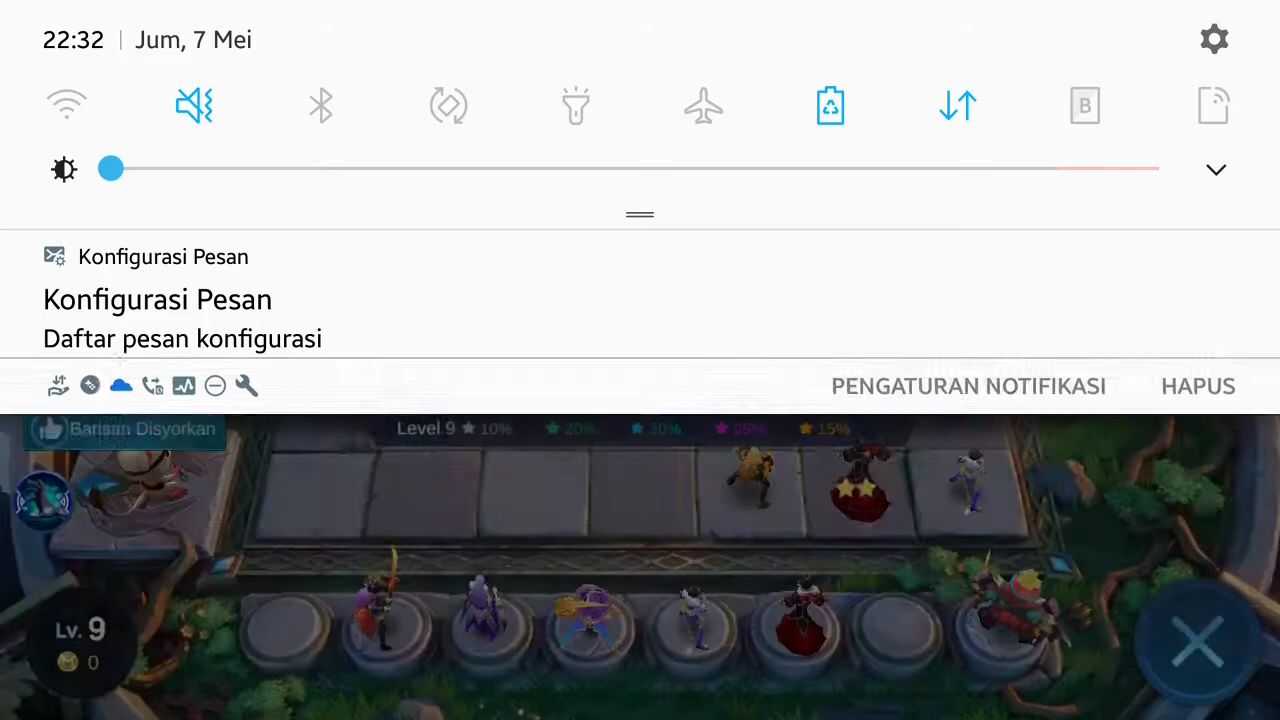 22:32 | Jum, 7 Mei
B
Konfigurasi Pesan
Konfigurasi Pesan
Daftar pesan konfigurasi
PENGATURAN NOTIFIKASI HAPUS
Barisan Disyorkan
Level 9 10% 20% 30% 25% 15%
Lv. 9
0